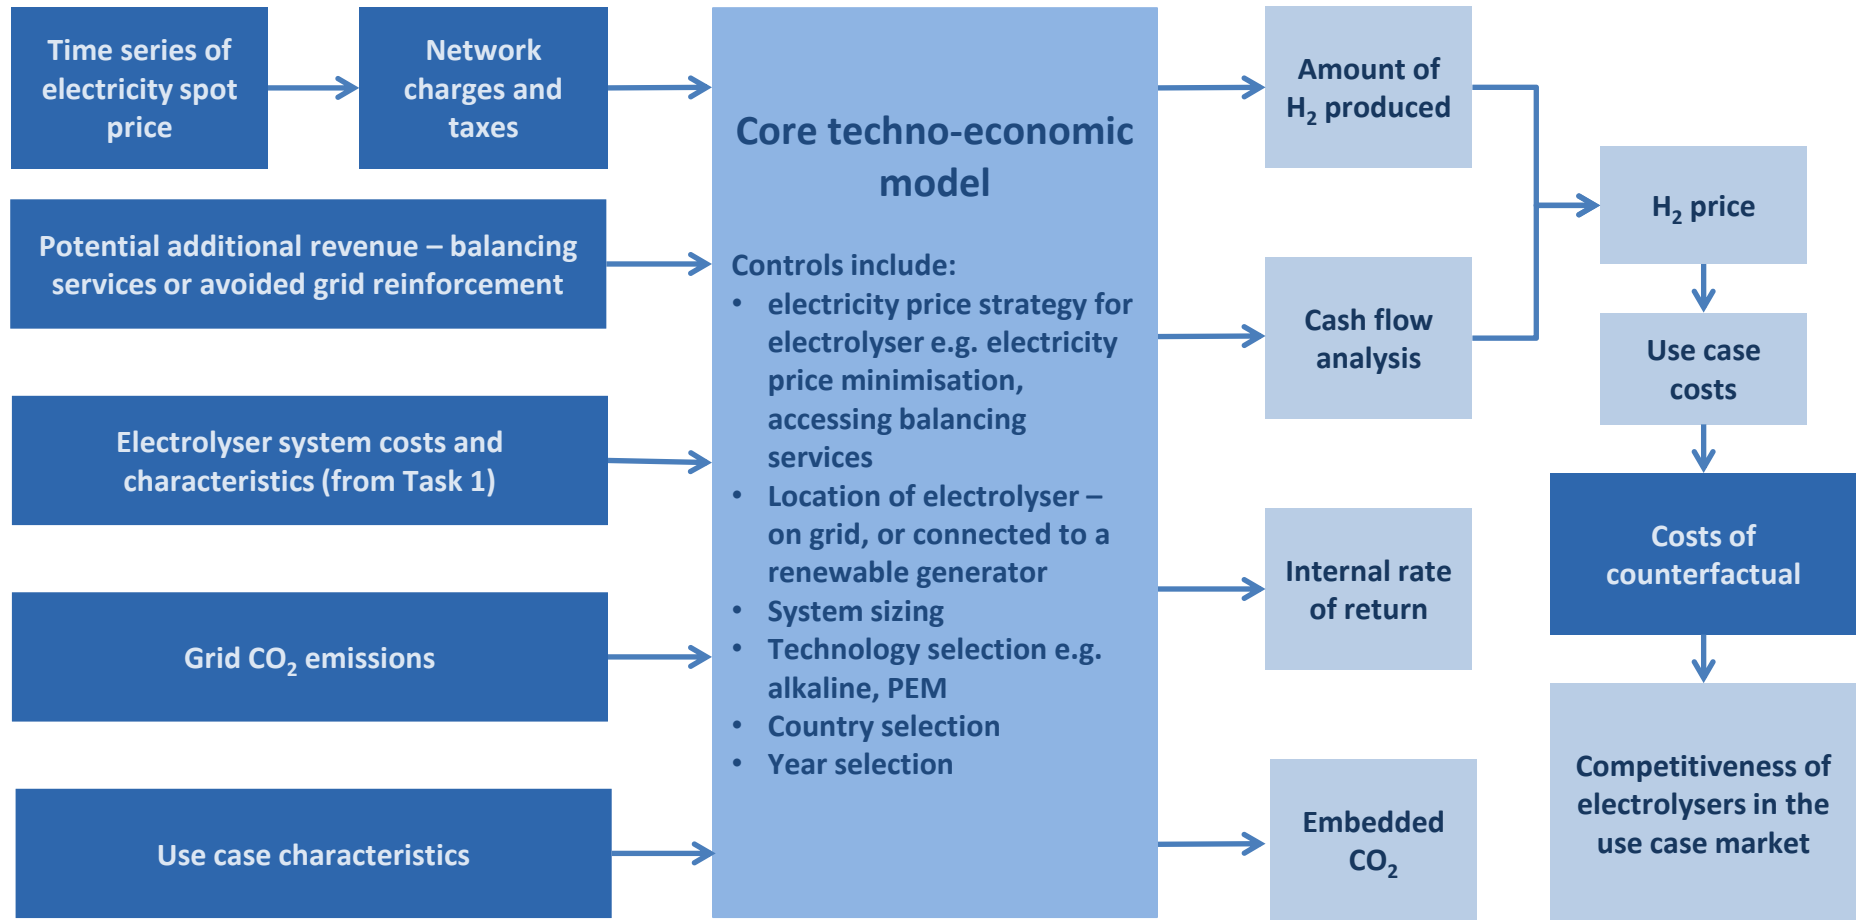 Time series of
electricity spot
price
Network
charges and
taxes
Potential additional revenue – balancing
services or avoided grid reinforcement
Electrolyser system costs and
characteristics (from Task 1)
Grid CO₂ emissions
Use case characteristics
Core techno-economic
model
Controls include:
• electricity price strategy for
electrolyser e.g. electricity
price minimisation,
accessing balancing
services
• Location of electrolyser –
on grid, or connected to a
renewable generator
• System sizing
• Technology selection e.g.
alkaline, PEM
• Country selection
• Year selection
Amount of
H₂ produced
Cash flow
analysis
Internal rate
of return
Embedded
CO₂
H₂ price
Use case
costs
Costs of
counterfactual
Competitiveness of
electrolysers in the
use case market